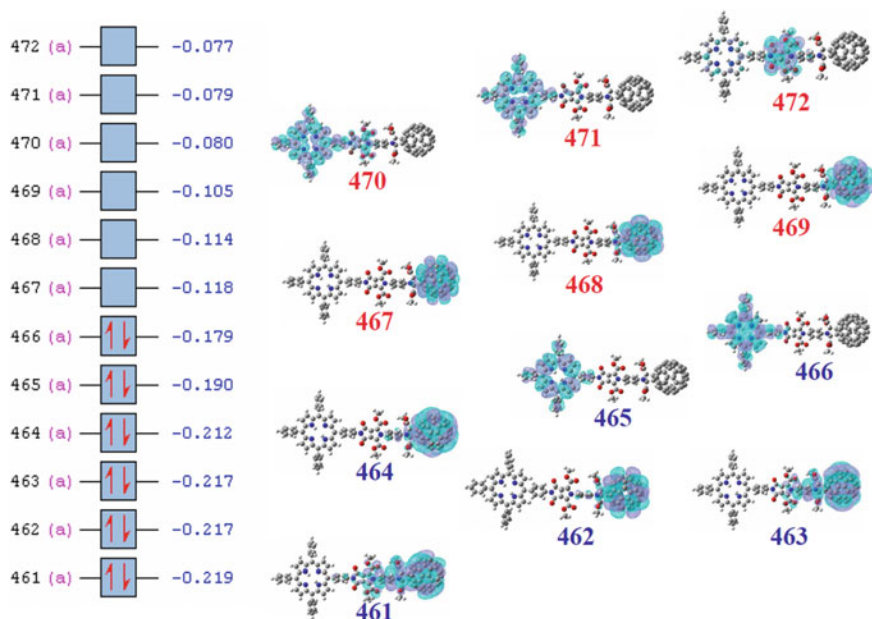 472 (a) -0.077
471 (a) -0.079
470 (a) -0.080
469 (a) -0.105
468 (a) -0.114
467 (a) -0.118
466 (a) -0.179
465 (a) -0.190
464 (a) -0.212
463 (a) -0.217
462 (a) -0.217
461 (a) -0.219
472
471
470
469
468
467
466
465
464
463
462
461